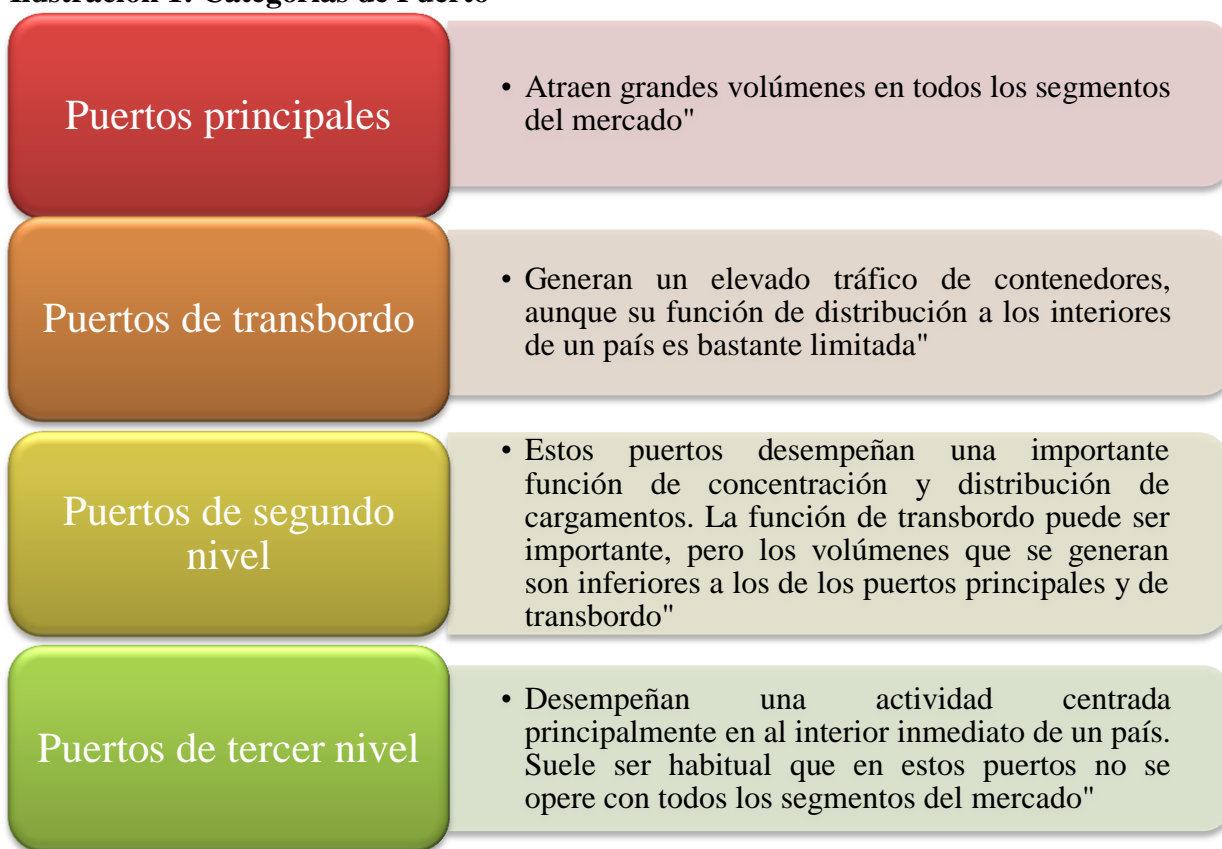 Ilustración 1: Categorías de Puerto
Puertos principales
• Atraen grandes volúmenes en todos los segmentos
del mercado"
Puertos de transbordo
• Generan un elevado tráfico de contenedores,
aunque su función de distribución a los interiores
de un país es bastante limitada"
Puertos de segundo
nivel
• Estos puertos desempeñan una importante
función de concentración y distribución de
cargamentos. La función de transbordo puede ser
importante, pero los volúmenes que se generan
son inferiores a los de los puertos principales y de
transbordo"
Puertos de tercer nivel
• Desempeñan una actividad centrada
principalmente en al interior inmediato de un país.
Suele ser habitual que en estos puertos no se
opere con todos los segmentos del mercado"